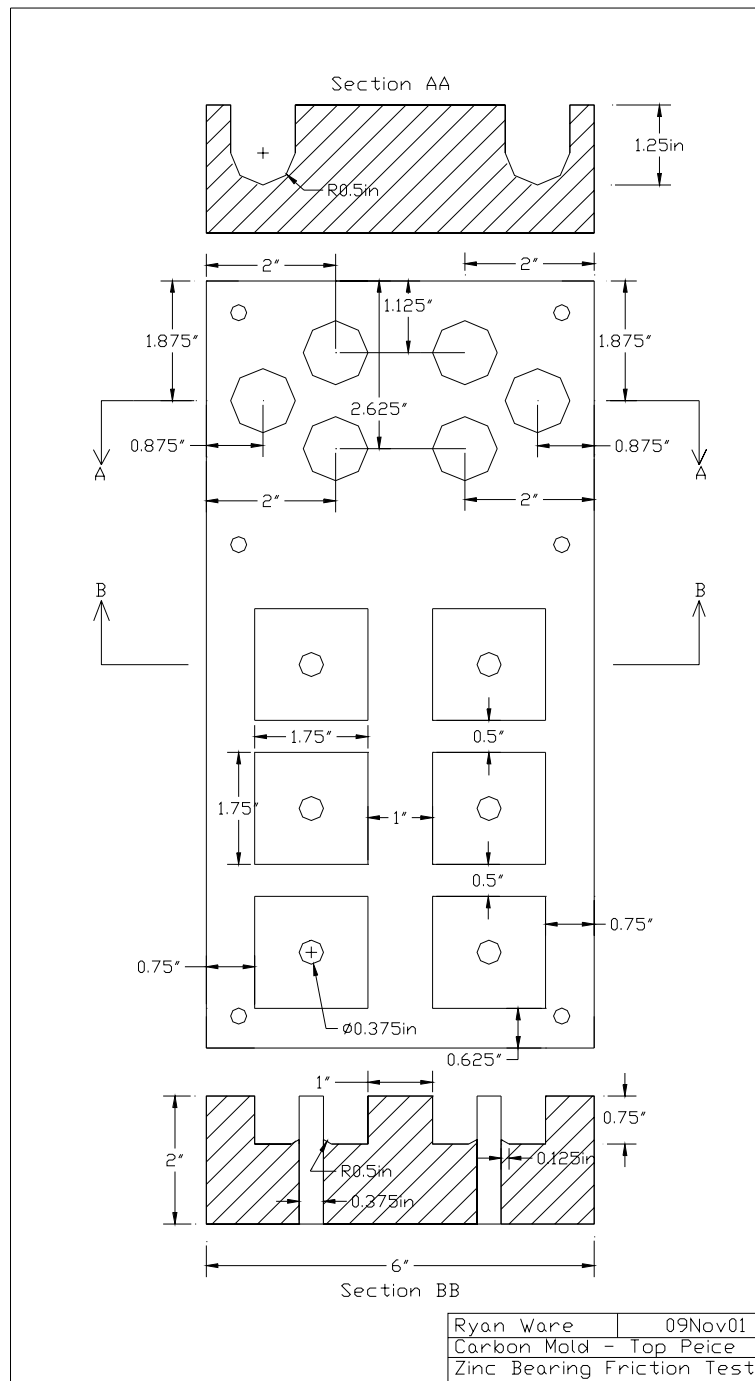 Section AA
1.25in
R0.5in
2" 2"
1.125"
1.875" 1.875"
2.625"
0.875" 0.875"
A A
2" 2"
B B
1.75" 0.5"
1.75" 1"
0.5"
0.75" 0.75"
Ø0.375in
0.625"
1"
0.75"
2"
R0.5in 0.125in
0.375in
6"
Section BB
Ryan Ware 09Nov01
Carbon Mold - Top Peice
Zinc Bearing Friction Test